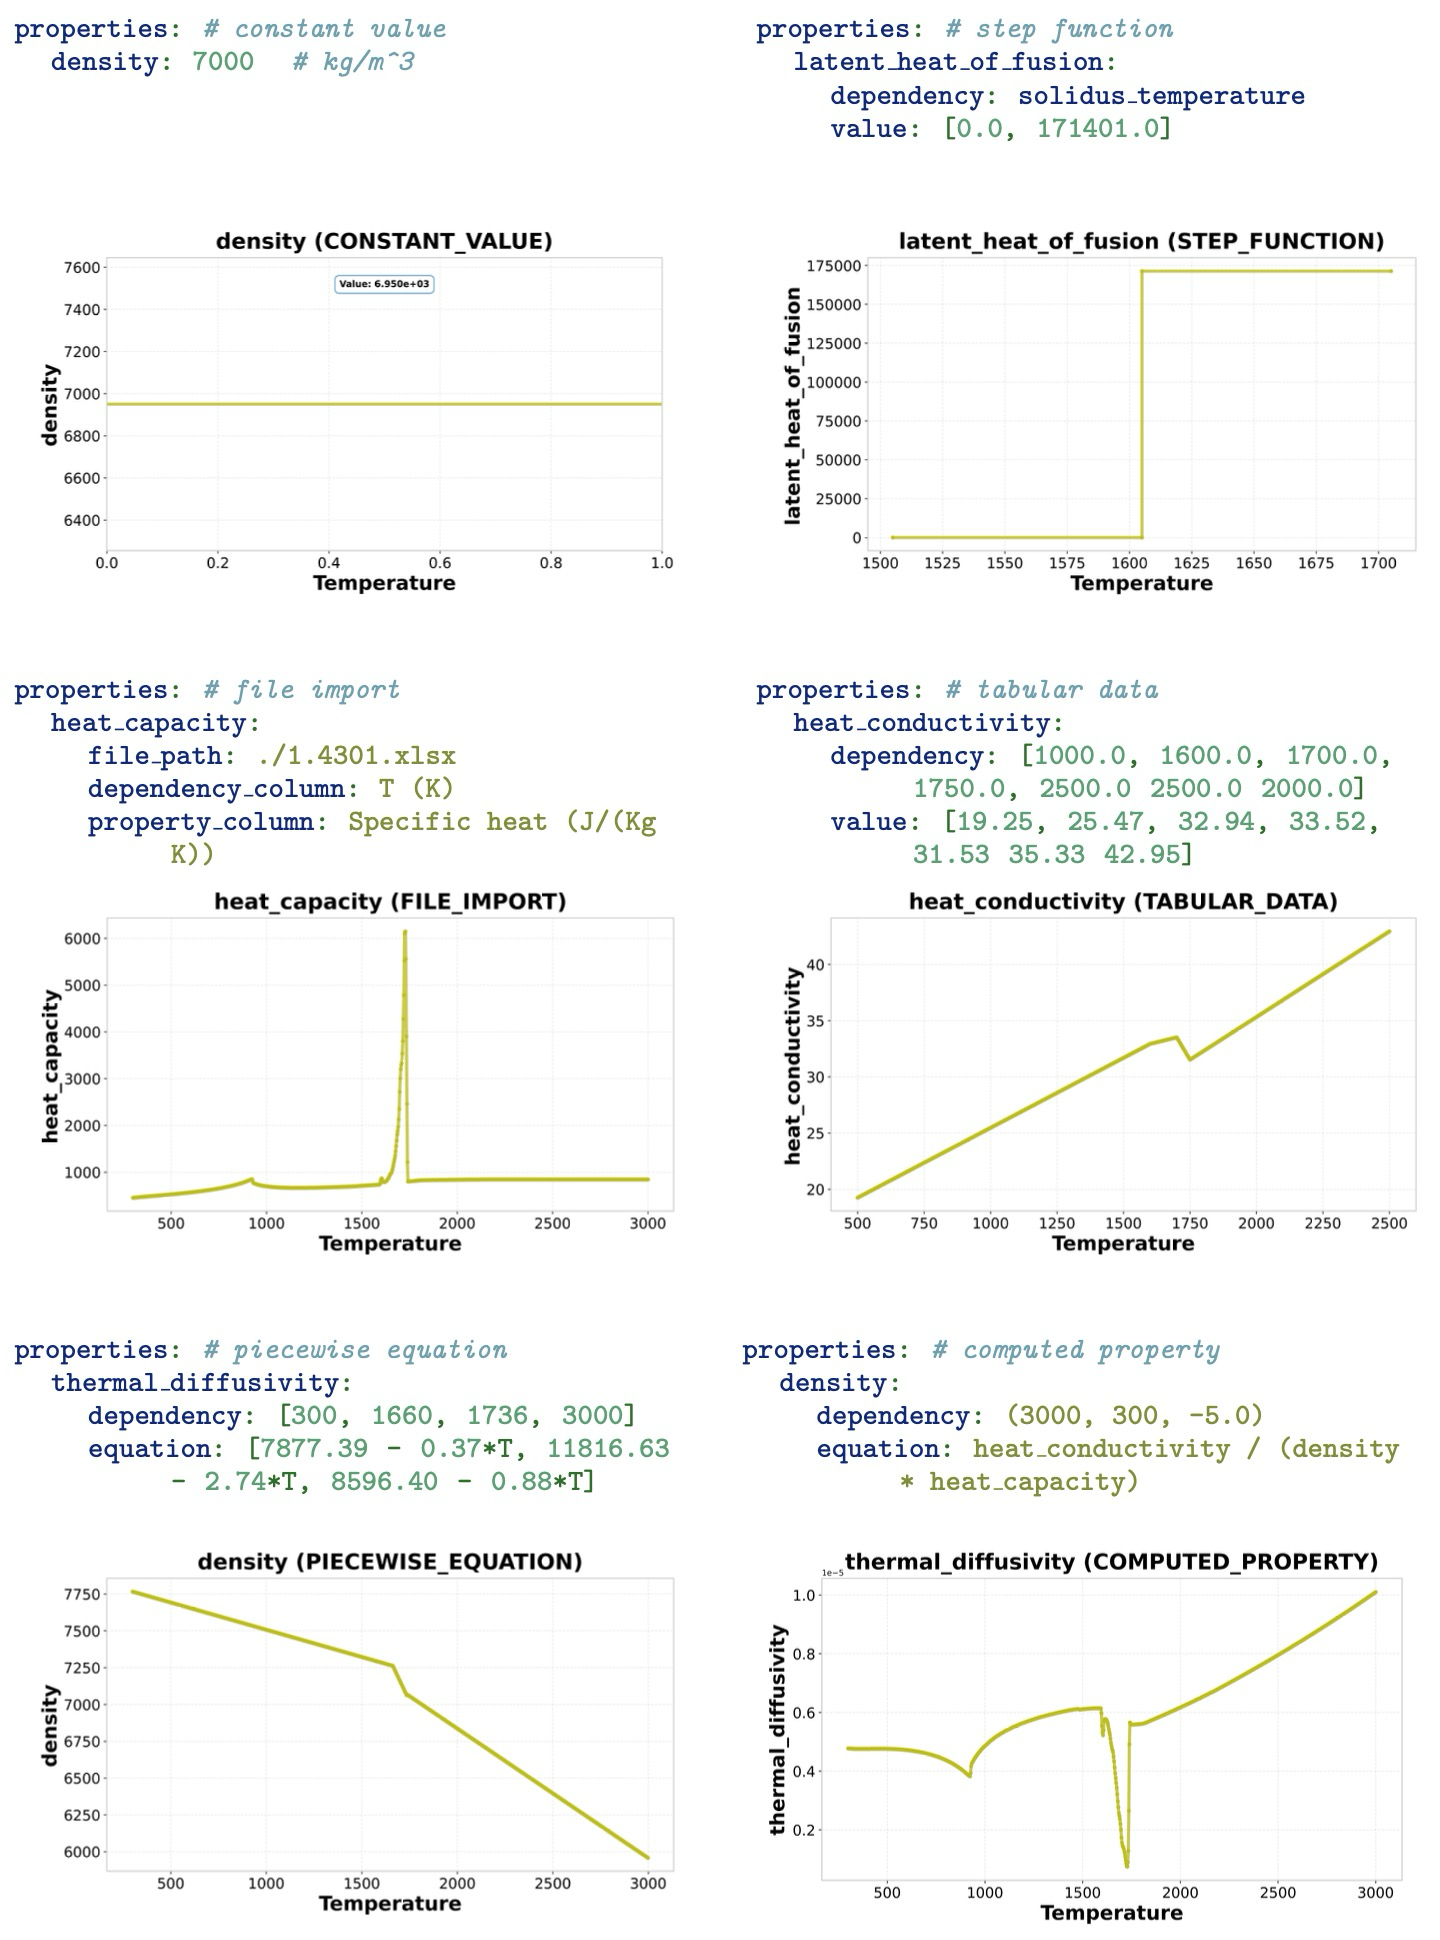 properties: # constant value
density: 7000 # kg/m^3
density (CONSTANT_VALUE)
7600
Value: 6.950e+03
7400
7200
7000
6800
6600
6400
density
0.0 0.2 0.4 0.6 0.8 1.0
Temperature
properties: # step function
latent_heat_of_fusion:
dependency: solidus_temperature
value: [0.0, 171401.0]
latent_heat_of_fusion (STEP_FUNCTION)
175000
150000
125000
100000
75000
50000
25000
0
latent_heat_of_fusion
1500 1525 1550 1575 1600 1625 1650 1675 1700
Temperature
properties: # file import
heat_capacity:
file_path: ./1.4301.xlsx
dependency_column: T (K)
property_column: Specific heat (J/(Kg
K))
heat_capacity (FILE_IMPORT)
6000
5000
4000
3000
2000
1000
heat_capacity
500 1000 1500 2000 2500 3000
Temperature
properties: # tabular data
heat_conductivity:
dependency: [1000.0, 1600.0, 1700.0,
1750.0, 2500.0 2500.0 2000.0]
value: [19.25, 25.47, 32.94, 33.52,
31.53 35.33 42.95]
heat_conductivity (TABULAR_DATA)
40
35
30
25
20
heat_conductivity
500 750 1000 1250 1500 1750 2000 2250 2500
Temperature
properties: # piecewise equation
thermal_diffusivity:
dependency: [300, 1660, 1736, 3000]
equation: [7877.39 - 0.37*T, 11816.63
- 2.74*T, 8596.40 - 0.88*T]
density (PIECEWISE_EQUATION)
7750
7500
7250
7000
6750
6500
6250
6000
density
500 1000 1500 2000 2500 3000
Temperature
properties: # computed property
density:
dependency: (3000, 300, -5.0)
equation: heat_conductivity / (density
* heat_capacity)
thermal_diffusivity (COMPUTED_PROPERTY)
1e−5
1.0
0.8
0.6
0.4
0.2
thermal_diffusivity
500 1000 1500 2000 2500 3000
Temperature